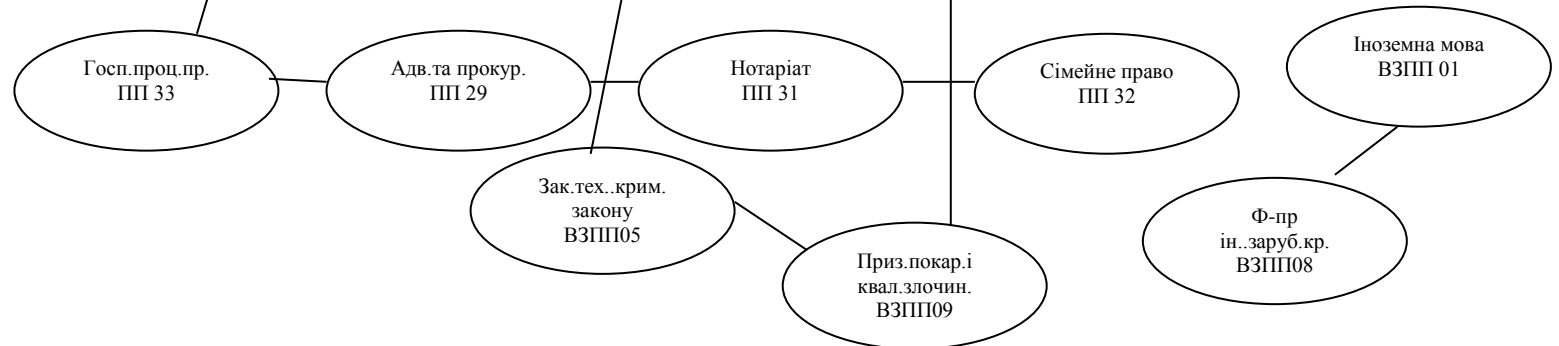 Госп.проц.пр.
ПП 33
Адв.та прокур.
ПП 29
Нотаріат
ПП 31
Сімейне право
ПП 32
Іноземна мова
ВЗПП 01
Зак.тех..крим.
закону
ВЗПП05
Приз.покар.і
квал.злочин.
ВЗПП09
Ф-пр
ін..заруб.кр.
ВЗПП08